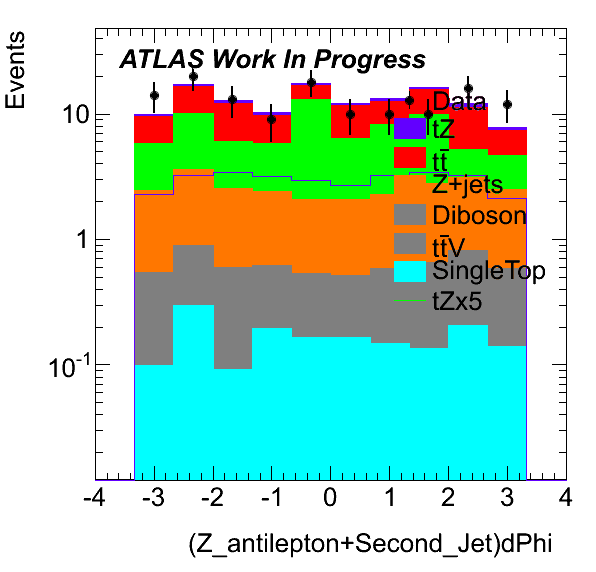 Events
ATLAS Work In Progress
Data
tZ
tt̄
Z+jets
Diboson
tt̄V
SingleTop
tZx5
10
1
10⁻¹
-4 -3 -2 -1 0 1 2 3 4
(Z_antilepton+Second_Jet)dPhi